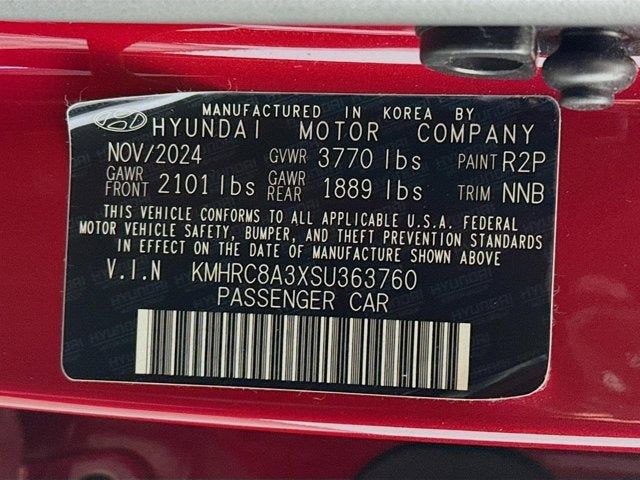 MANUFACTURED IN KOREA BY
HYUNDAI MOTOR COMPANY
NOV/2024 GVWR 3770 lbs PAINT R2P
GAWR FRONT 2101 lbs GAWR REAR 1889 lbs TRIM NNB
THIS VEHICLE CONFORMS TO ALL APPLICABLE U.S.A. FEDERAL
MOTOR VEHICLE SAFETY, BUMPER, AND THEFT PREVENTION STANDARDS
IN EFFECT ON THE DATE OF MANUFACTURE SHOWN ABOVE
V.I.N KMHRC8A3XSU363760
PASSENGER CAR